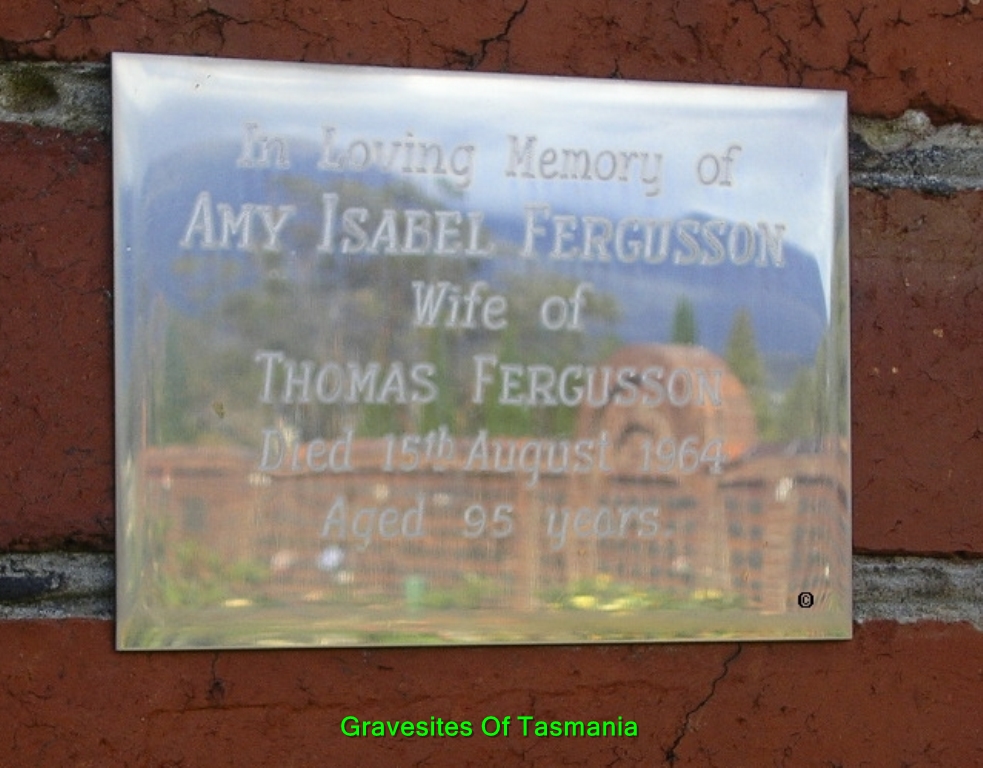 In Loving Memory of
AMY ISABEL FERGUSSON
Wife of
THOMAS FERGUSSON
Died 15th August 1964
Aged 95 years.
©
Gravesites Of Tasmania